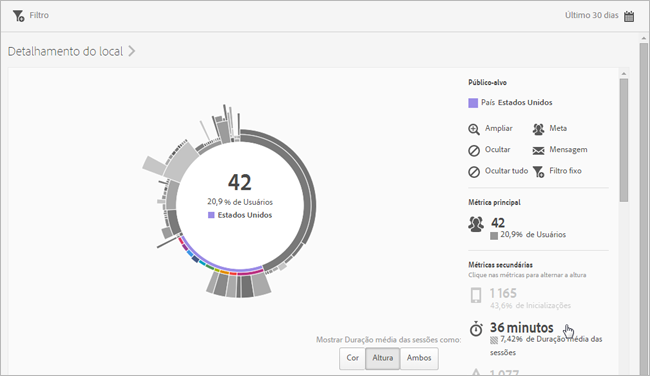 Filtro
Último 30 dias
Detalhamento do local
Público-alvo
País Estados Unidos
Ampliar
Meta
Ocultar
Mensagem
Ocultar tudo
Filtro fixo
42
20,9 % de Usuários
Estados Unidos
Métrica principal
42
20,9% de Usuários
Métricas secundárias
Clique nas métricas para alternar a altura
1165
43,6% de Inicializações
36 minutos
7,42% de Duração média das
sessões
Mostrar Duração média das sessões como:
Cor
Altura
Ambos
1.077